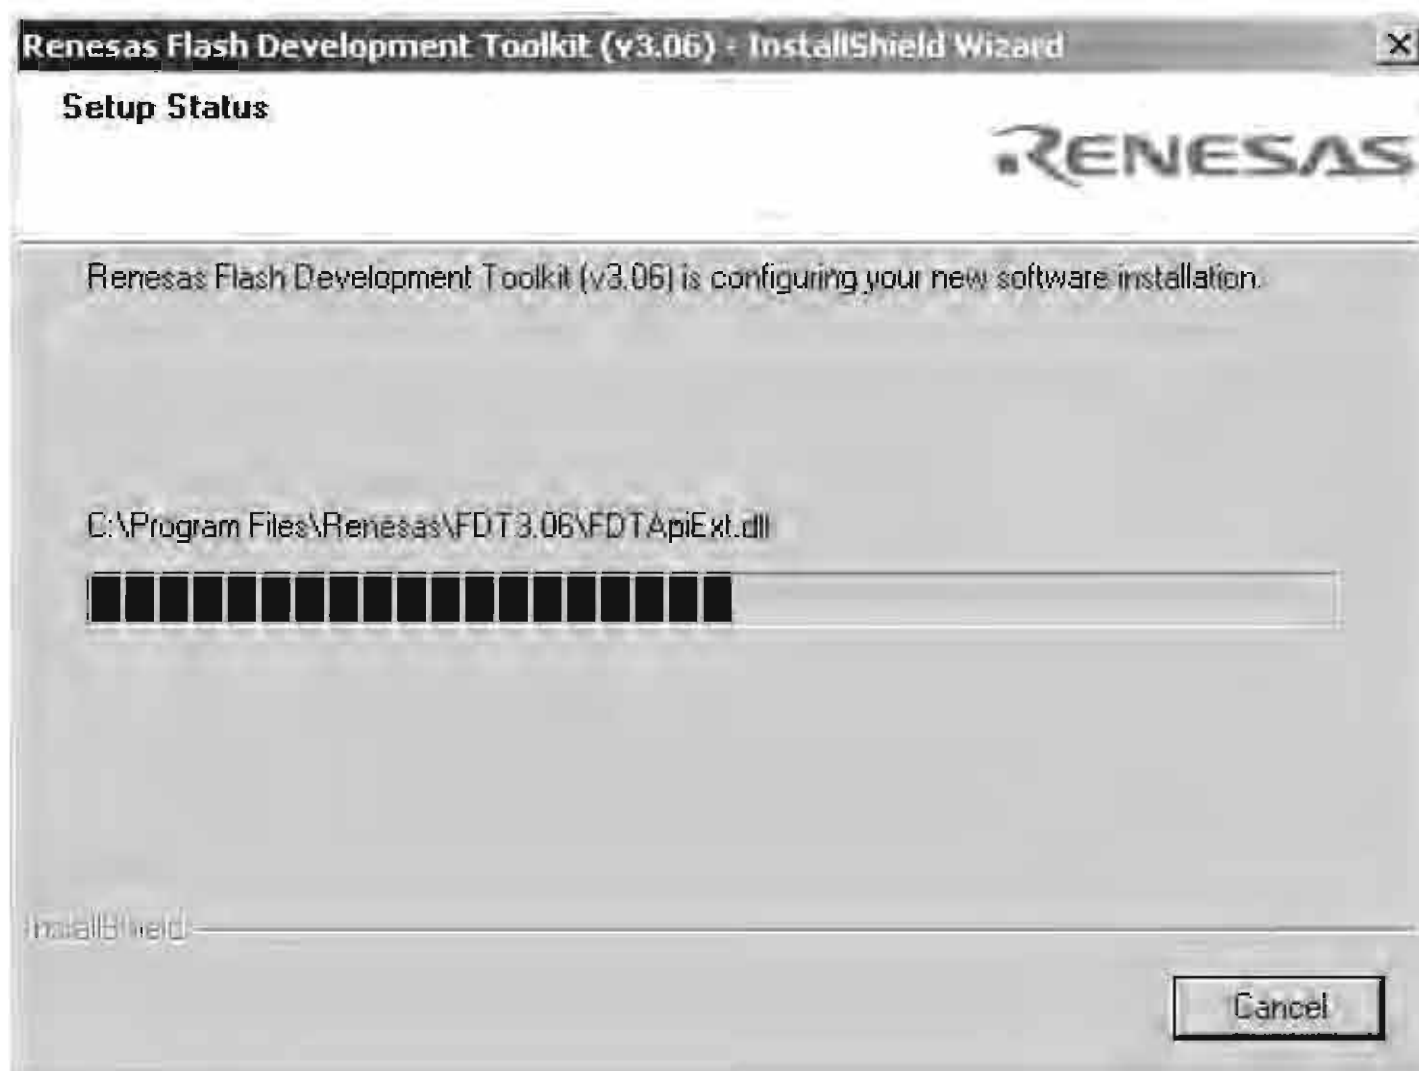 Renesas Flash Development Toolkit (v3.06) - InstallShield Wizard
Setup Status
RENESAS
Renesas Flash Development Toolkit (v3.06) is configuring your new software installation.
C:\Program Files\Renesas\FDT3.06\FDTApiExt.dll
InstallShield
Cancel